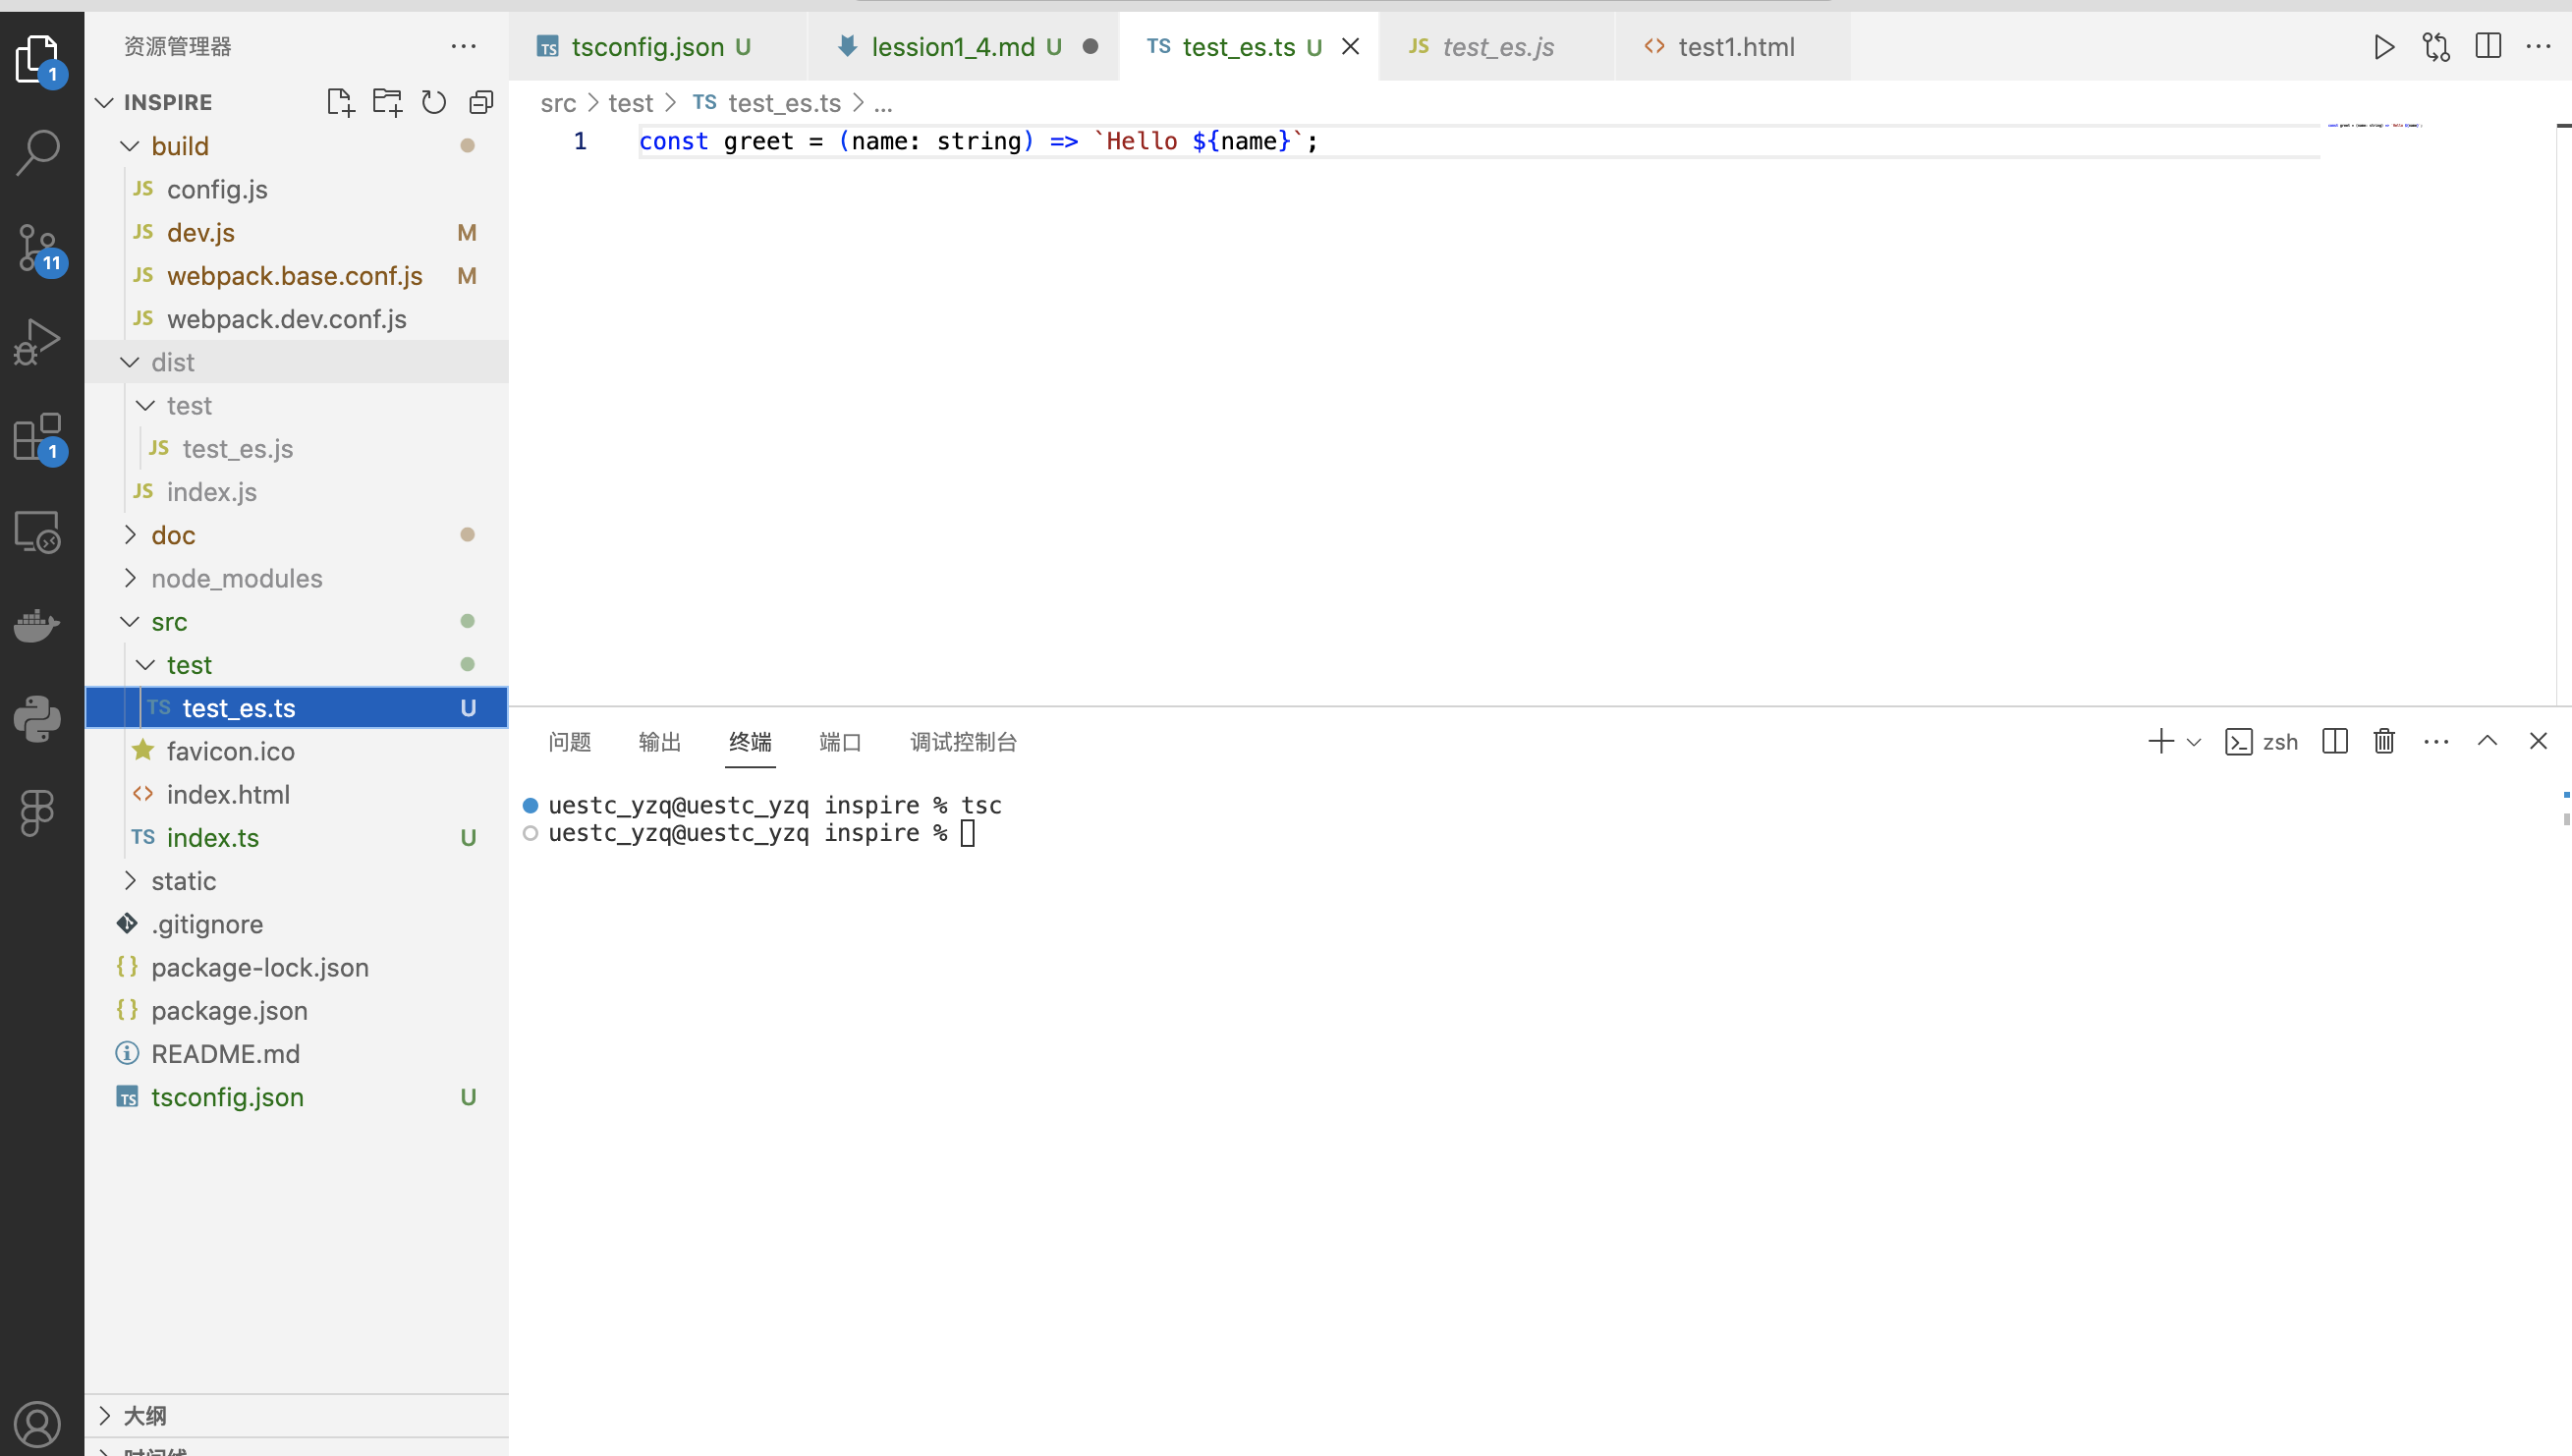 资源管理器
INSPIRE
build
JS config.js
JS dev.js M
JS webpack.base.conf.js M
JS webpack.dev.conf.js
dist
test
JS test_es.js
JS index.js
doc
node_modules
src
test
TS test_es.ts U
favicon.ico
index.html
TS index.ts U
static
.gitignore
{} package-lock.json
{} package.json
README.md
TS tsconfig.json U
大纲
时间线
1
11
1
TS tsconfig.json U
lession1_4.md U
TS test_es.ts U
JS test_es.js
<> test1.html
src > test > TS test_es.ts > ...
1 const greet = (name: string) => `Hello ${name}`;
问题 输出 终端 端口 调试控制台
zsh
uestc_yzq@uestc_yzq inspire % tsc
uestc_yzq@uestc_yzq inspire %